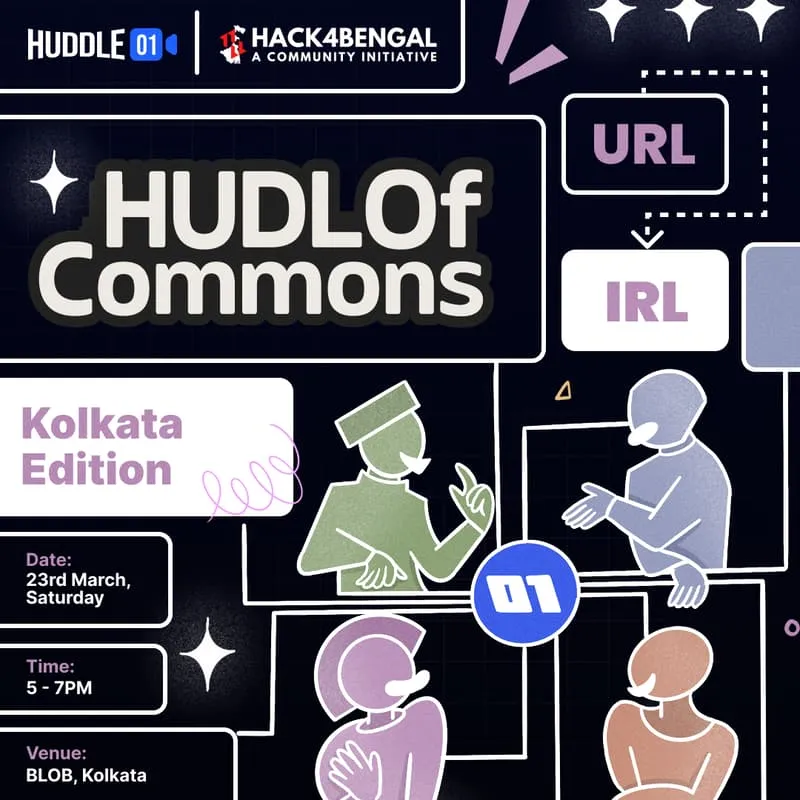 HUDDLE 01
HACK4BENGAL
A COMMUNITY INITIATIVE
URL
HUDLOf
Commons
IRL
Kolkata
Edition
Date:
23rd March,
Saturday
01
Time:
5 - 7PM
Venue:
BLOB, Kolkata